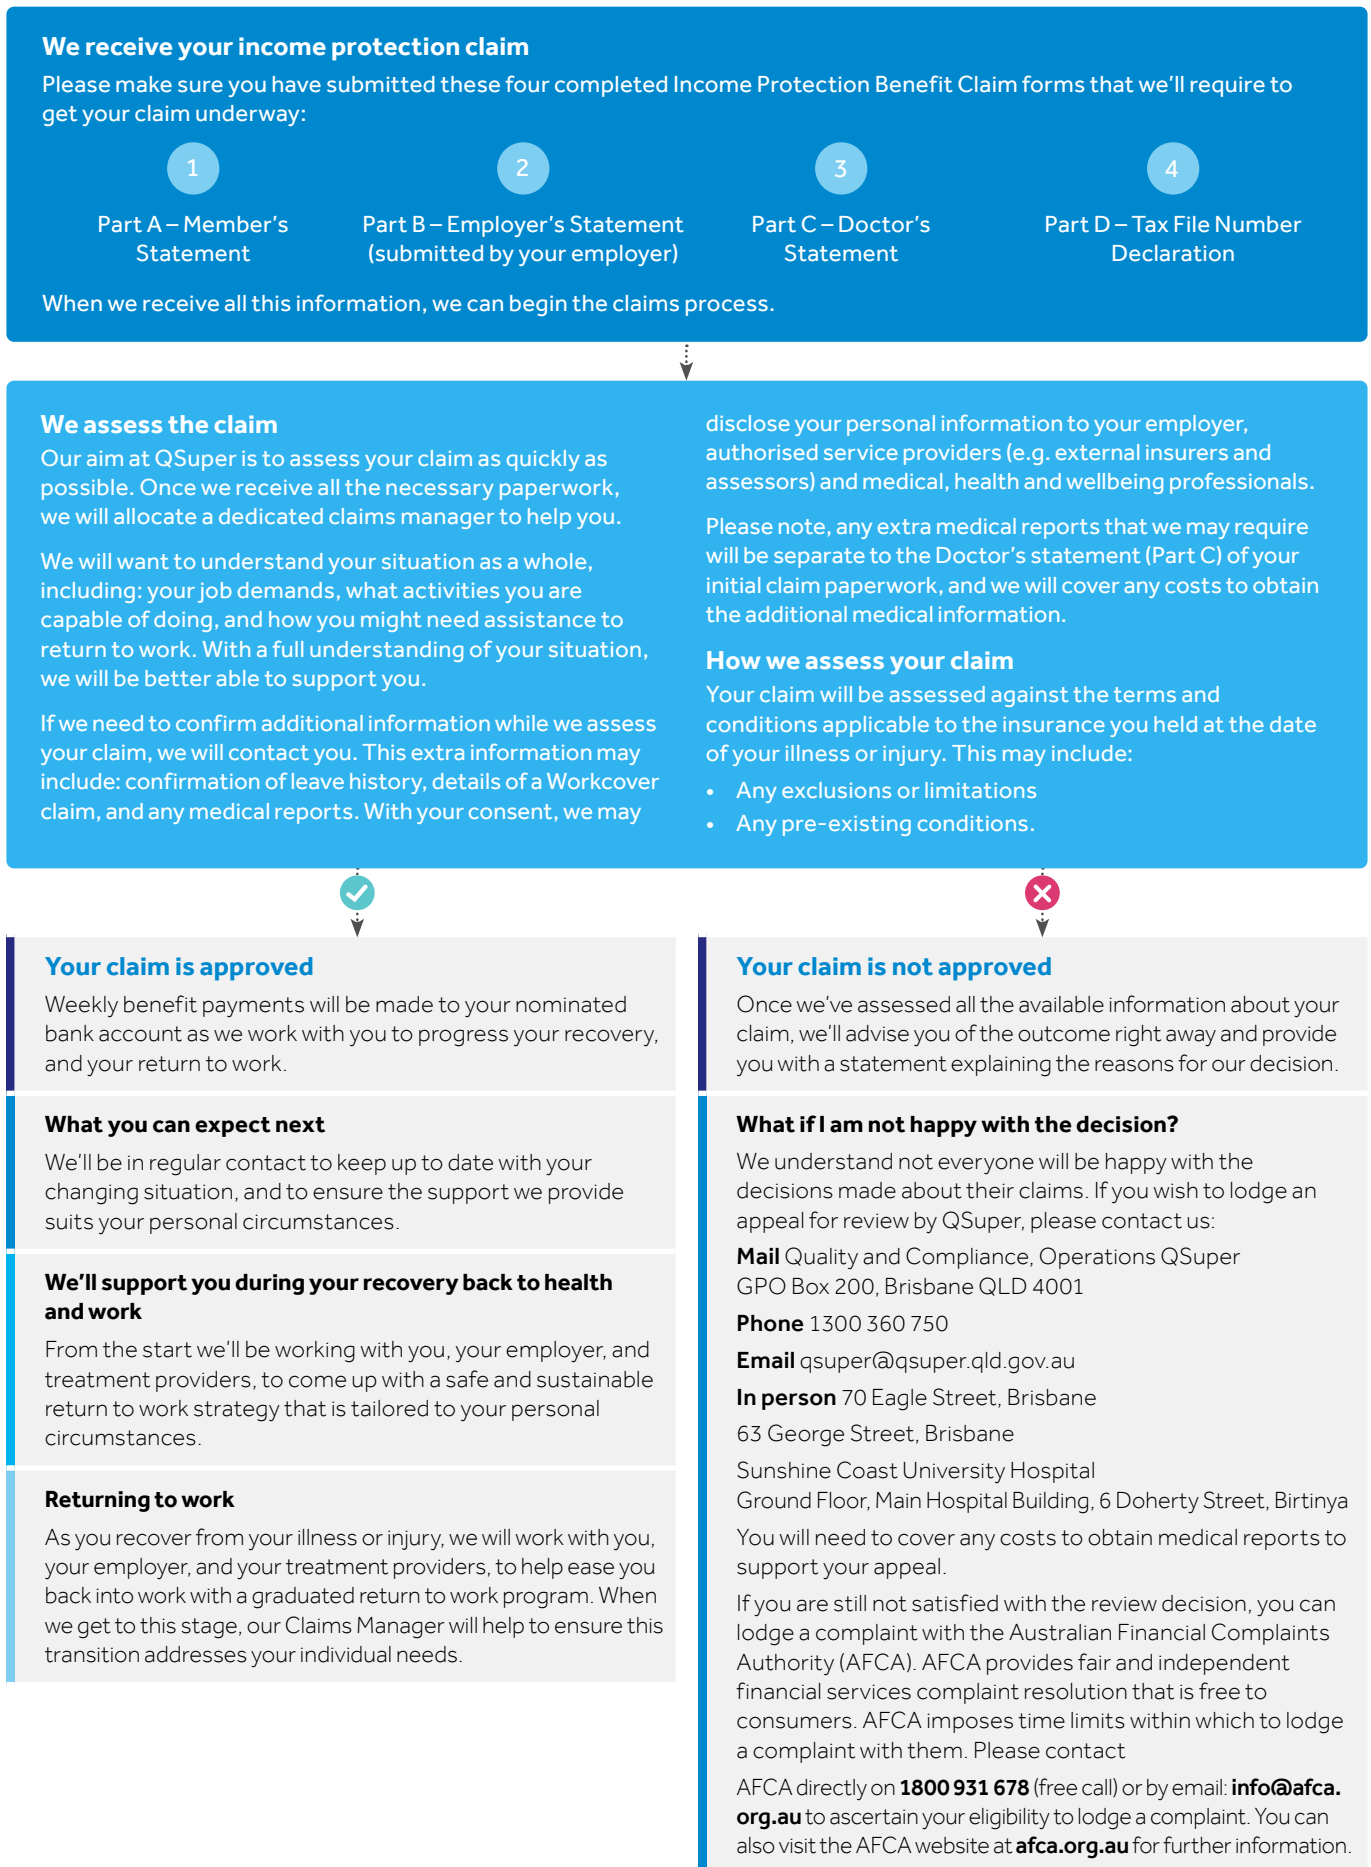 We receive your income protection claim
Please make sure you have submitted these four completed Income Protection Benefit Claim forms that we'll require to
get your claim underway:
1
2
3
4
Part A – Member's
Statement
Part B – Employer's Statement
(submitted by your employer)
Part C – Doctor's
Statement
Part D – Tax File Number
Declaration
When we receive all this information, we can begin the claims process.
We assess the claim
Our aim at QSuper is to assess your claim as quickly as
possible. Once we receive all the necessary paperwork,
we will allocate a dedicated claims manager to help you.
We will want to understand your situation as a whole,
including: your job demands, what activities you are
capable of doing, and how you might need assistance to
return to work. With a full understanding of your situation,
we will be better able to support you.
If we need to confirm additional information while we assess
your claim, we will contact you. This extra information may
include: confirmation of leave history, details of a Workcover
claim, and any medical reports. With your consent, we may
disclose your personal information to your employer,
authorised service providers (e.g. external insurers and
assessors) and medical, health and wellbeing professionals.
Please note, any extra medical reports that we may require
will be separate to the Doctor's statement (Part C) of your
initial claim paperwork, and we will cover any costs to obtain
the additional medical information.
How we assess your claim
Your claim will be assessed against the terms and
conditions applicable to the insurance you held at the date
of your illness or injury. This may include:
• Any exclusions or limitations
• Any pre-existing conditions.
Your claim is approved
Weekly benefit payments will be made to your nominated
bank account as we work with you to progress your recovery,
and your return to work.
What you can expect next
We'll be in regular contact to keep up to date with your
changing situation, and to ensure the support we provide
suits your personal circumstances.
We'll support you during your recovery back to health
and work
From the start we'll be working with you, your employer, and
treatment providers, to come up with a safe and sustainable
return to work strategy that is tailored to your personal
circumstances.
Returning to work
As you recover from your illness or injury, we will work with you,
your employer, and your treatment providers, to help ease you
back into work with a graduated return to work program. When
we get to this stage, our Claims Manager will help to ensure this
transition addresses your individual needs.
Your claim is not approved
Once we've assessed all the available information about your
claim, we'll advise you of the outcome right away and provide
you with a statement explaining the reasons for our decision.
What if I am not happy with the decision?
We understand not everyone will be happy with the
decisions made about their claims. If you wish to lodge an
appeal for review by QSuper, please contact us:
Mail Quality and Compliance, Operations QSuper
GPO Box 200, Brisbane QLD 4001
Phone 1300 360 750
Email qsuper@qsuper.qld.gov.au
In person 70 Eagle Street, Brisbane
63 George Street, Brisbane
Sunshine Coast University Hospital
Ground Floor, Main Hospital Building, 6 Doherty Street, Birtinya
You will need to cover any costs to obtain medical reports to
support your appeal.
If you are still not satisfied with the review decision, you can
lodge a complaint with the Australian Financial Complaints
Authority (AFCA). AFCA provides fair and independent
financial services complaint resolution that is free to
consumers. AFCA imposes time limits within which to lodge
a complaint with them. Please contact
AFCA directly on 1800 931 678 (free call) or by email: info@afca.
org.au to ascertain your eligibility to lodge a complaint. You can
also visit the AFCA website at afca.org.au for further information.